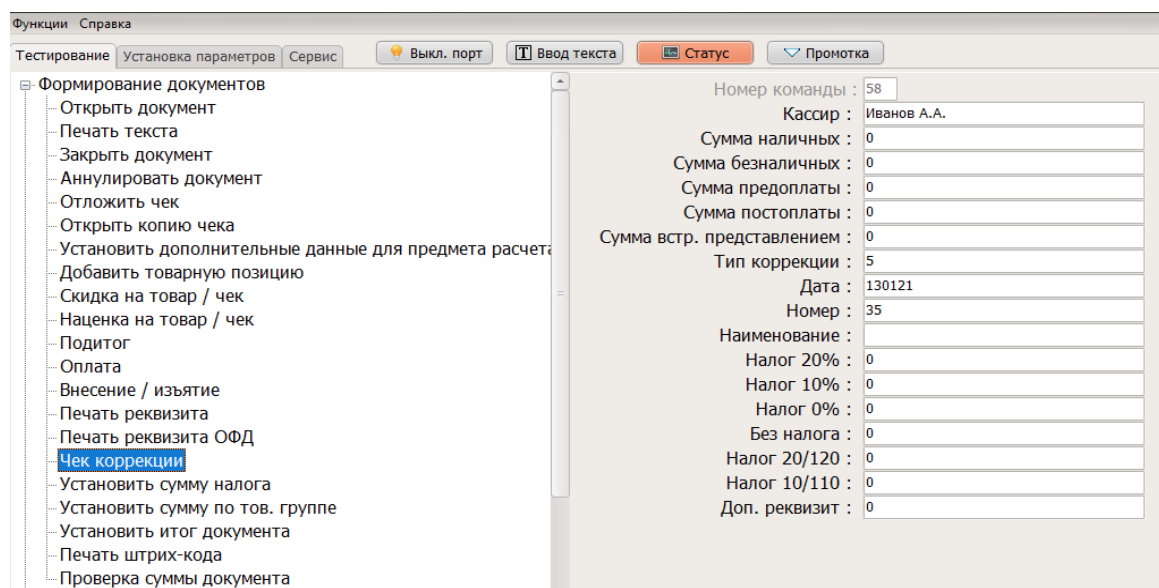 Функции Справка
Тестирование Установка параметров Сервис Выкл. порт Ввод текста Статус Промотка
Формирование документов
Открыть документ
Печать текста
Закрыть документ
Аннулировать документ
Отложить чек
Открыть копию чека
Установить дополнительные данные для предмета расчета
Добавить товарную позицию
Скидка на товар / чек
Наценка на товар / чек
Подитог
Оплата
Внесение / изъятие
Печать реквизита
Печать реквизита ОФД
Чек коррекции
Установить сумму налога
Установить сумму по тов. группе
Установить итог документа
Печать штрих-кода
Проверка суммы документа
Номер команды : 58
Кассир : Иванов А.А.
Сумма наличных : 0
Сумма безналичных : 0
Сумма предоплаты : 0
Сумма постоплаты : 0
Сумма встр. представлением : 0
Тип коррекции : 5
Дата : 130121
Номер : 35
Наименование :
Налог 20% : 0
Налог 10% : 0
Налог 0% : 0
Без налога : 0
Налог 20/120 : 0
Налог 10/110 : 0
Доп. реквизит : 0